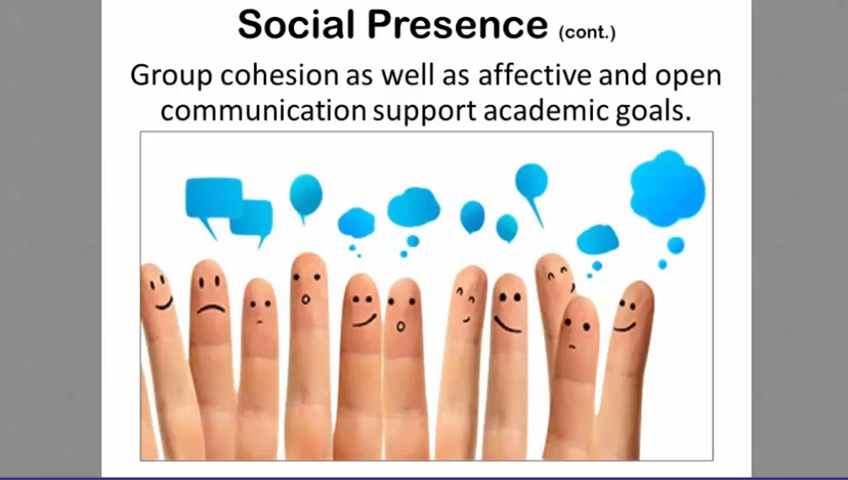 Social Presence (cont.)
Group cohesion as well as affective and open
communication support academic goals.